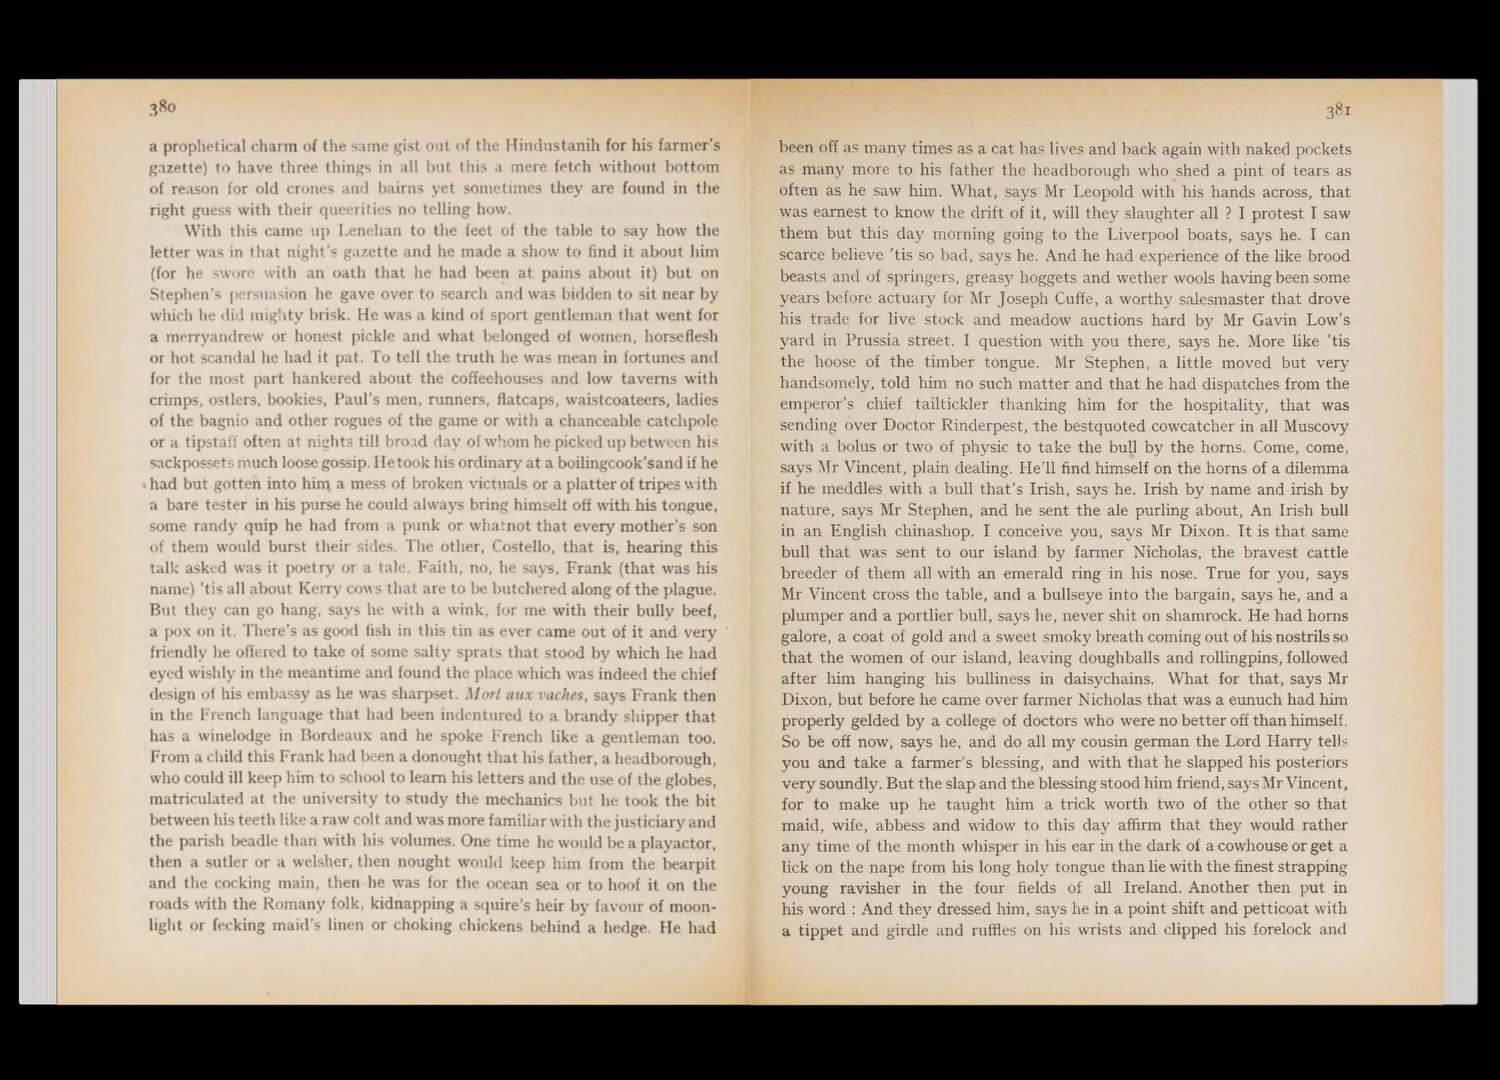 380
a prophetical charm of the same gist out of the Hindustanih for his farmer's
gazette) to have three things in all but this a mere fetch without bottom
of reason for old crones and bairns yet sometimes they are found in the
right guess with their queerities no telling how.
With this came up Lenehan to the feet of the table to say how the
letter was in that night's gazette and he made a show to find it about him
(for he swore with an oath that he had been at pains about it) but on
Stephen's persuasion he gave over to search and was bidden to sit near by
which he did mighty brisk. He was a kind of sport gentleman that went for
a merryandrew or honest pickle and what belonged of women, horseflesh
or hot scandal he had it pat. To tell the truth he was mean in fortunes and
for the most part hankered about the coffeehouses and low taverns with
crimps, ostlers, bookies, Paul's men, runners, flatcaps, waistcoateers, ladies
of the bagnio and other rogues of the game or with a chanceable catchpole
or a tipstaff often at nights till broad day of whom he picked up between his
sackpossets much loose gossip. He took his ordinary at a boilingcook's and if he
had but gotten into him a mess of broken victuals or a platter of tripes with
a bare tester in his purse he could always bring himself off with his tongue,
some randy quip he had from a punk or whatnot that every mother's son
of them would burst their sides. The other, Costello, that is, hearing this
talk asked was it poetry or a tale. Faith, no, he says, Frank (that was his
name) 'tis all about Kerry cows that are to be butchered along of the plague.
But they can go hang, says he with a wink, for me with their bully beef,
a pox on it. There's as good fish in this tin as ever came out of it and very
friendly he offered to take of some salty sprats that stood by which he had
eyed wishly in the meantime and found the place which was indeed the chief
design of his embassy as he was sharpset. Mort aux vaches, says Frank then
in the French language that had been indentured to a brandy shipper that
has a winelodge in Bordeaux and he spoke French like a gentleman too.
From a child this Frank had been a donought that his father, a headborough,
who could ill keep him to school to learn his letters and the use of the globes,
matriculated at the university to study the mechanics but he took the bit
between his teeth like a raw colt and was more familiar with the justiciary and
the parish beadle than with his volumes. One time he would be a playactor,
then a sutler or a welsher, then nought would keep him from the bearpit
and the cocking main, then he was for the ocean sea or to hoof it on the
roads with the Romany folk, kidnapping a squire's heir by favour of moon-
light or fecking maid's linen or choking chickens behind a hedge. He had
381
been off as many times as a cat has lives and back again with naked pockets
as many more to his father the headborough who shed a pint of tears as
often as he saw him. What, says Mr Leopold with his hands across, that
was earnest to know the drift of it, will they slaughter all ? I protest I saw
them but this day morning going to the Liverpool boats, says he. I can
scarce believe 'tis so bad, says he. And he had experience of the like brood
beasts and of springers, greasy hoggets and wether wools having been some
years before actuary for Mr Joseph Cuffe, a worthy salesmaster that drove
his trade for live stock and meadow auctions hard by Mr Gavin Low's
yard in Prussia street. I question with you there, says he. More like 'tis
the hoose of the timber tongue. Mr Stephen, a little moved but very
handsomely, told him no such matter and that he had dispatches from the
emperor's chief tailtickler thanking him for the hospitality, that was
sending over Doctor Rinderpest, the bestquoted cowcatcher in all Muscovy
with a bolus or two of physic to take the bull by the horns. Come, come,
says Mr Vincent, plain dealing. He'll find himself on the horns of a dilemma
if he meddles with a bull that's Irish, says he. Irish by name and irish by
nature, says Mr Stephen, and he sent the ale purling about, An Irish bull
in an English chinashop. I conceive you, says Mr Dixon. It is that same
bull that was sent to our island by farmer Nicholas, the bravest cattle
breeder of them all with an emerald ring in his nose. True for you, says
Mr Vincent cross the table, and a bullseye into the bargain, says he, and a
plumper and a portlier bull, says he, never shit on shamrock. He had horns
galore, a coat of gold and a sweet smoky breath coming out of his nostrils so
that the women of our island, leaving doughballs and rollingpins, followed
after him hanging his bulliness in daisychains. What for that, says Mr
Dixon, but before he came over farmer Nicholas that was a eunuch had him
properly gelded by a college of doctors who were no better off than himself.
So be off now, says he, and do all my cousin german the Lord Harry tells
you and take a farmer's blessing, and with that he slapped his posteriors
very soundly. But the slap and the blessing stood him friend, says Mr Vincent,
for to make up he taught him a trick worth two of the other so that
maid, wife, abbess and widow to this day affirm that they would rather
any time of the month whisper in his ear in the dark of a cowhouse or get a
lick on the nape from his long holy tongue than lie with the finest strapping
young ravisher in the four fields of all Ireland. Another then put in
his word : And they dressed him, says he in a point shift and petticoat with
a tippet and girdle and ruffles on his wrists and clipped his forelock and